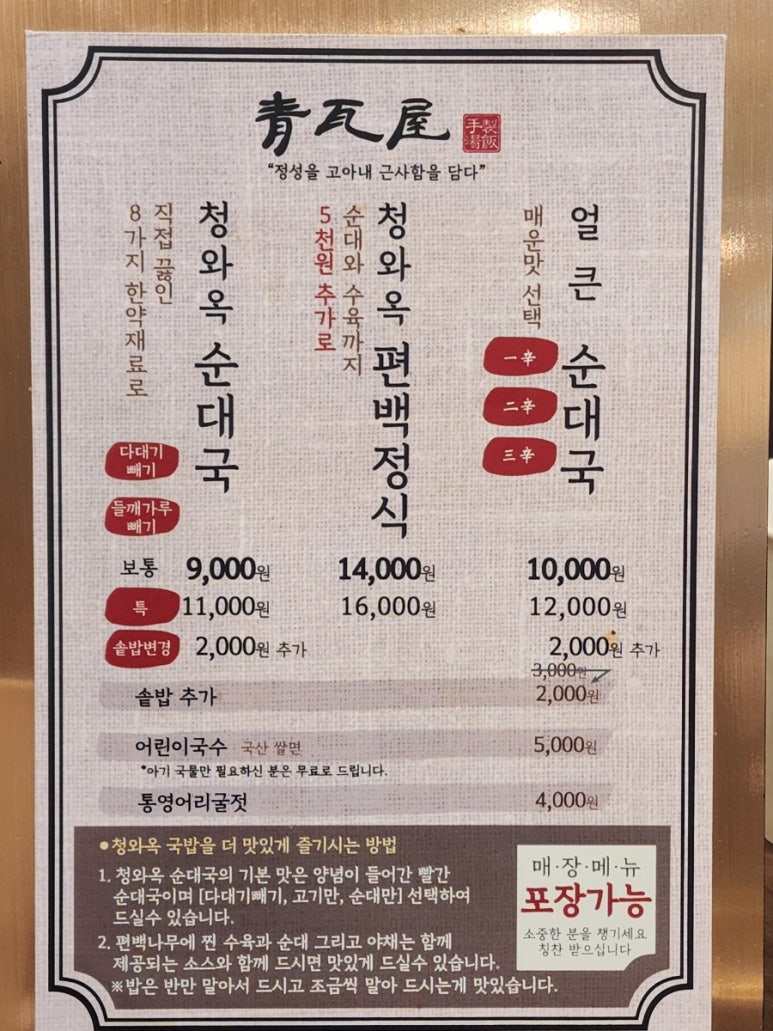 青瓦屋
手製湯飯
“정성을 고아내 근사함을 담다”
얼큰 순대국
매운맛 선택
一辛
二辛
三辛
청와옥 편백정식
순대와 수육까지
5천원 추가로
청와옥 순대국
직접 끓인
8가지 한약재료로
다대기
빼기
들깨가루
빼기
보통 9,000원 14,000원 10,000원
특 11,000원 16,000원 12,000원
솥밥변경 2,000원 추가 2,000원 추가
3,000원
솥밥 추가 2,000원
어린이국수 국산 쌀면 5,000원
*아기 국물만 필요하신 분은 무료로 드립니다.
통영어리굴젓 4,000원
•청와옥 국밥을 더 맛있게 즐기시는 방법
1. 청와옥 순대국의 기본 맛은 양념이 들어간 빨간
순대국이며 [다대기빼기, 고기만, 순대만] 선택하여
드실수 있습니다.
2. 편백나무에 찐 수육과 순대 그리고 야채는 함께
제공되는 소스와 함께 드시면 맛있게 드실수 있습니다.
※밥은 반만 말아서 드시고 조금씩 말아 드시는게 맛있습니다.
매·장·메·뉴
포장가능
소중한 분을 챙기세요
칭찬 받으십니다